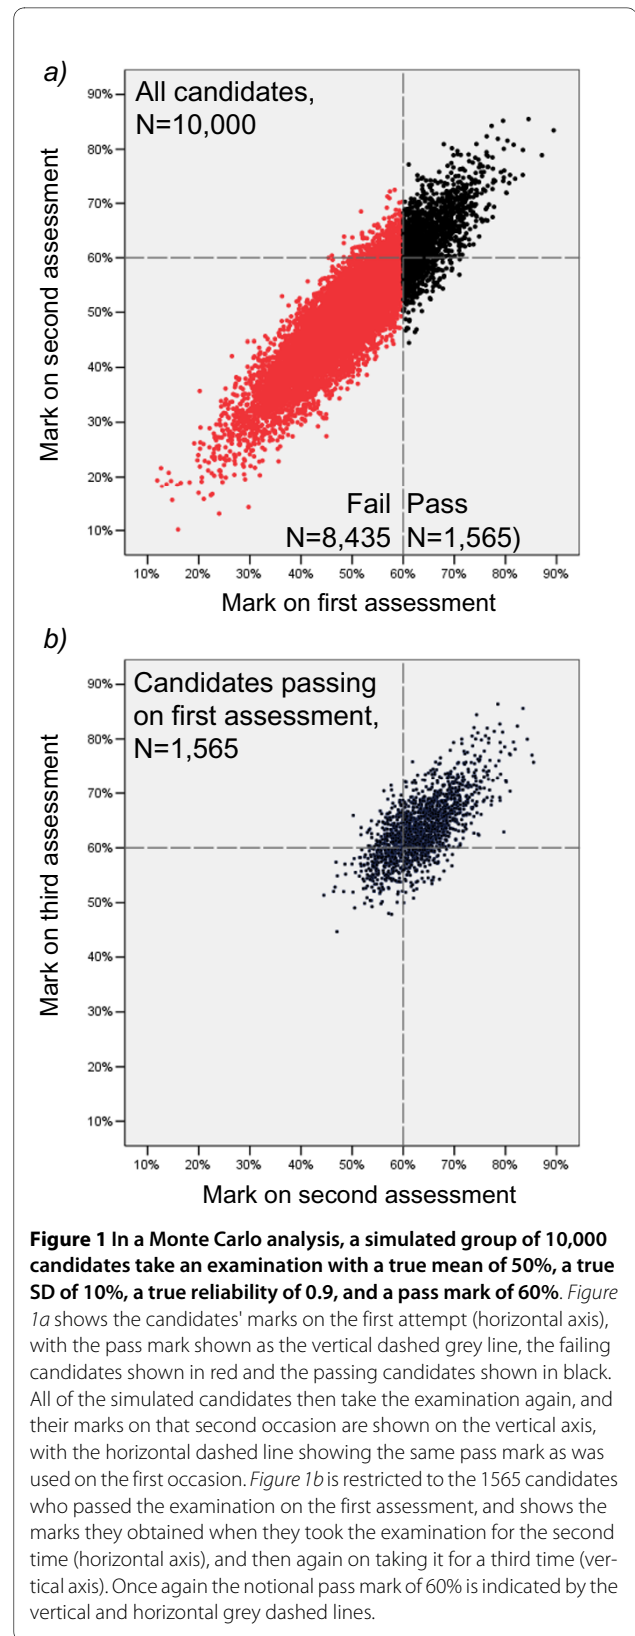 a)
All candidates,
N=10,000
90%
80%
70%
60%
50%
40%
30%
20%
10%
Mark on second assessment
Fail Pass
N=8,435 N=1,565)
10% 20% 30% 40% 50% 60% 70% 80% 90%
Mark on first assessment
b)
Candidates passing
on first assessment,
N=1,565
90%
80%
70%
60%
50%
40%
30%
20%
10%
Mark on third assessment
10% 20% 30% 40% 50% 60% 70% 80% 90%
Mark on second assessment
Figure 1 In a Monte Carlo analysis, a simulated group of 10,000
candidates take an examination with a true mean of 50%, a true
SD of 10%, a true reliability of 0.9, and a pass mark of 60%. Figure
1a shows the candidates' marks on the first attempt (horizontal axis),
with the pass mark shown as the vertical dashed grey line, the failing
candidates shown in red and the passing candidates shown in black.
All of the simulated candidates then take the examination again, and
their marks on that second occasion are shown on the vertical axis,
with the horizontal dashed line showing the same pass mark as was
used on the first occasion. Figure 1b is restricted to the 1565 candidates
who passed the examination on the first assessment, and shows the
marks they obtained when they took the examination for the second
time (horizontal axis), and then again on taking it for a third time (ver-
tical axis). Once again the notional pass mark of 60% is indicated by the
vertical and horizontal grey dashed lines.